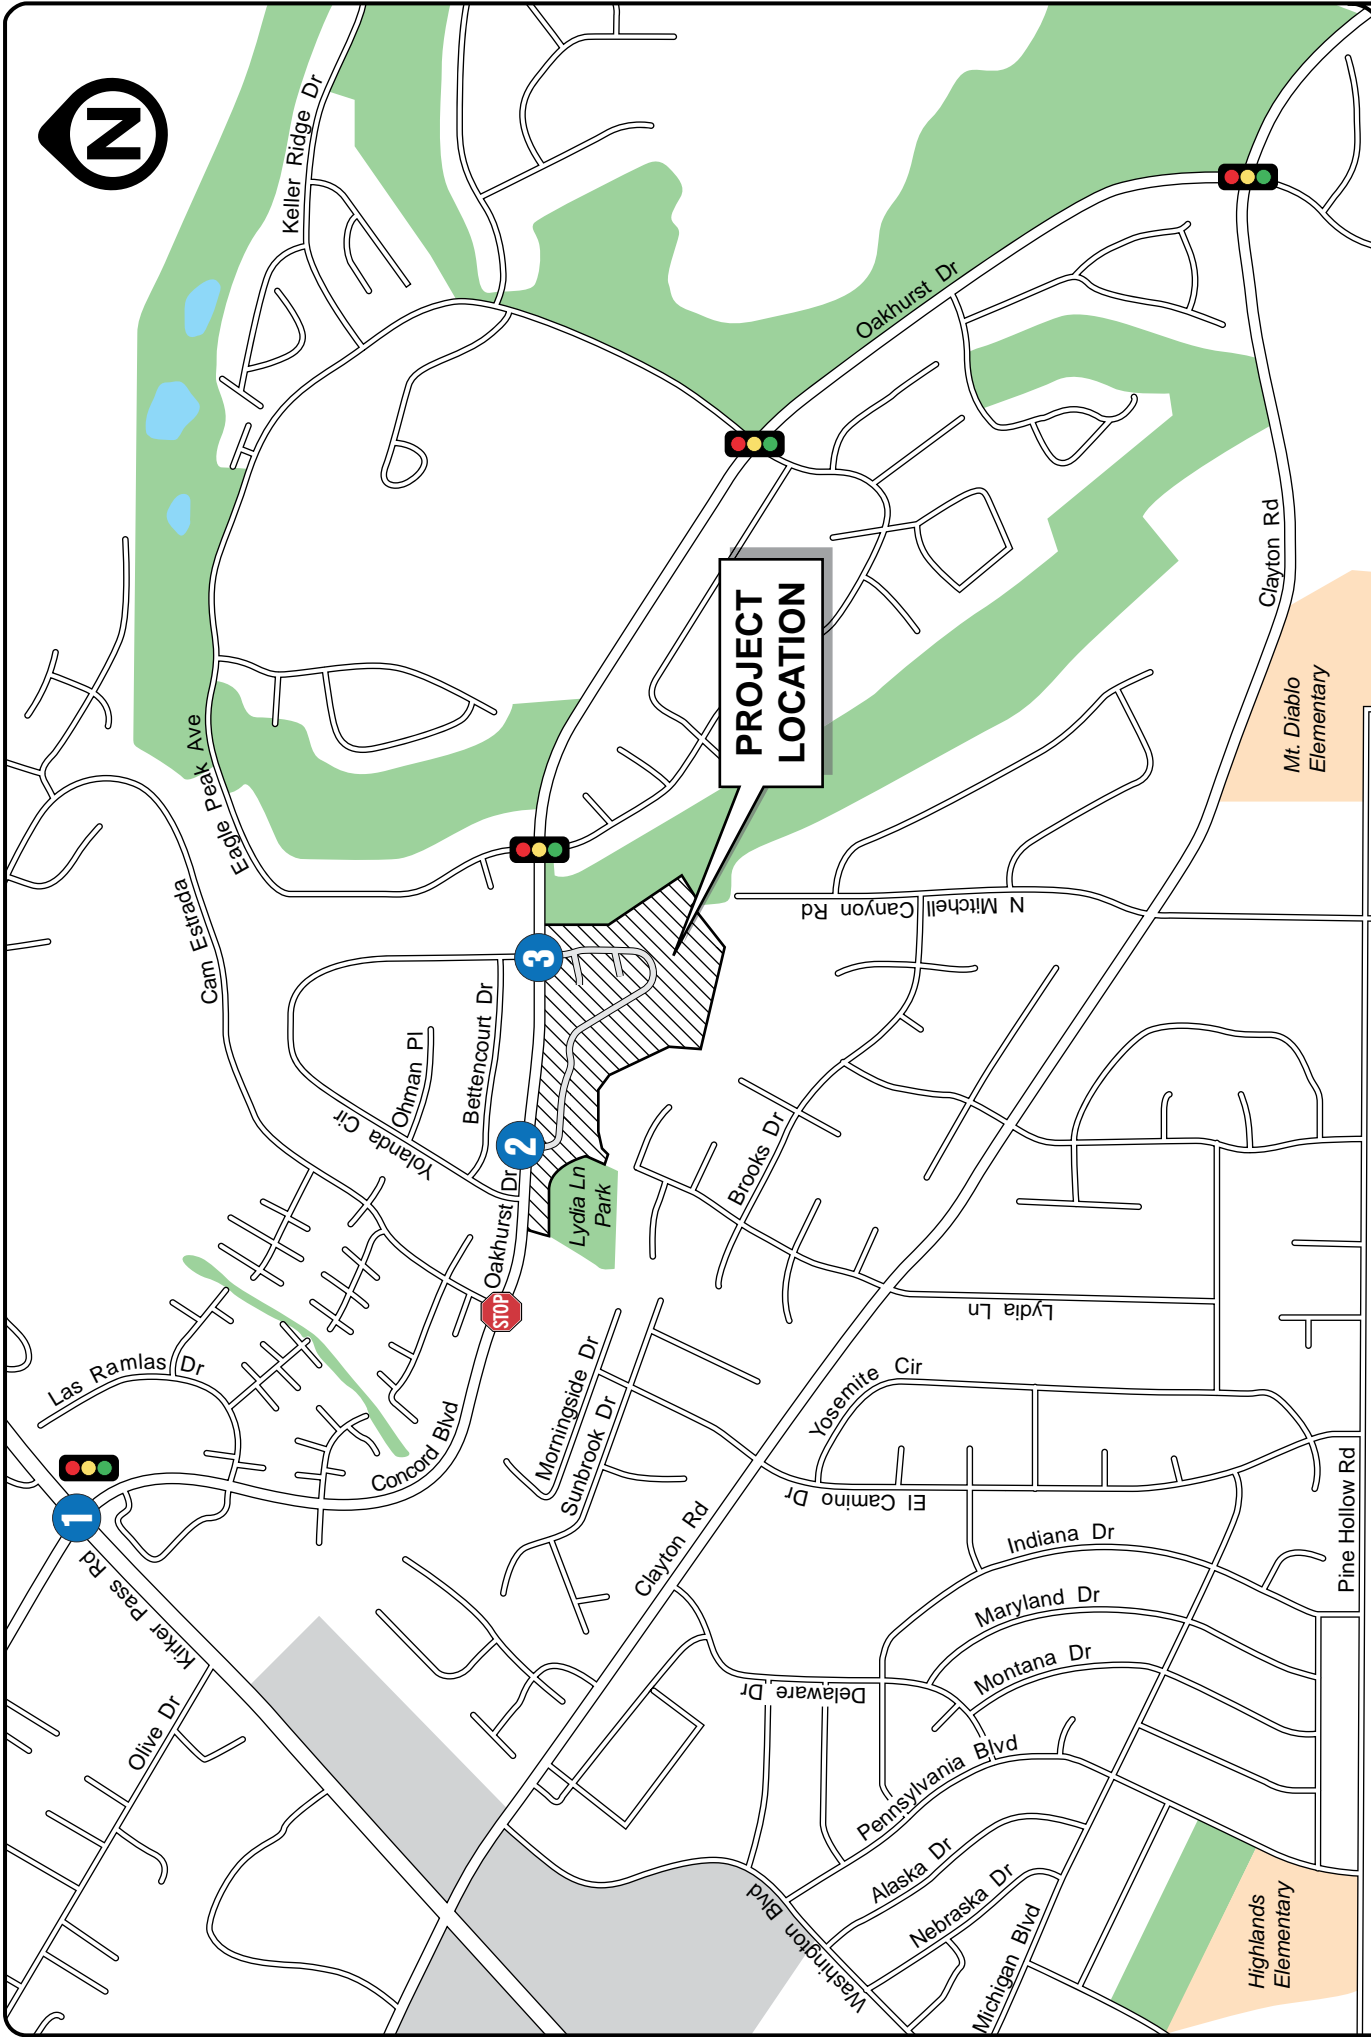 N
Keller Ridge Dr
Eagle Peak Ave
Cam Estrada
Oakhurst Dr
Clayton Rd
PROJECT
LOCATION
Mt. Diablo
Elementary
N Mitchell Canyon Rd
3
Bettencourt Dr
Ohman Pl
Yolanda Cir
2
Oakhurst Dr
Lydia Ln
Park
Brooks Dr
STOP
Lydia Ln
Las Ramlas Dr
Concord Blvd
Morningside Dr
Sunbrook Dr
Yosemite Cir
El Camino Dr
1
Kirker Pass Rd
Clayton Rd
Indiana Dr
Maryland Dr
Montana Dr
Pine Hollow Rd
Olive Dr
Delaware Dr
Pennsylvania Blvd
Alaska Dr
Nebraska Dr
Washington Blvd
Michigan Blvd
Highlands
Elementary